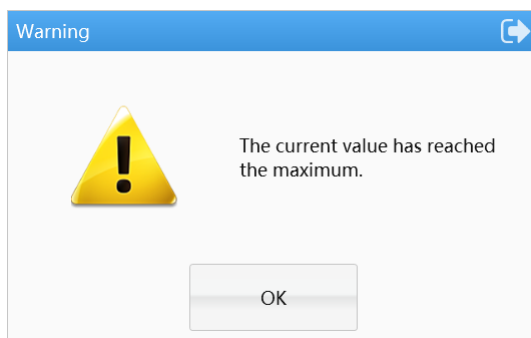 Warning
The current value has reached
the maximum.
OK